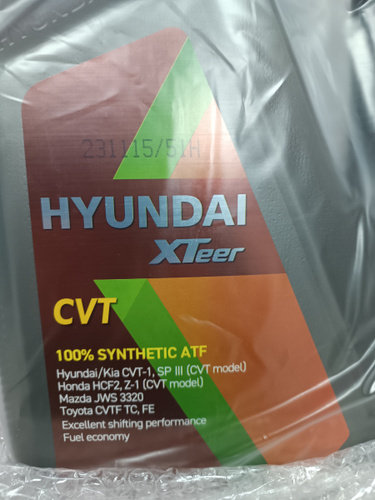 231115/51H
HYUNDAI
XTeer
CVT
100% SYNTHETIC ATF
Hyundai/Kia CVT-1, SP III (CVT model)
Honda HCF2, Z-1 (CVT model)
Mazda JWS 3320
Toyota CVTF TC, FE
Excellent shifting performance
Fuel economy